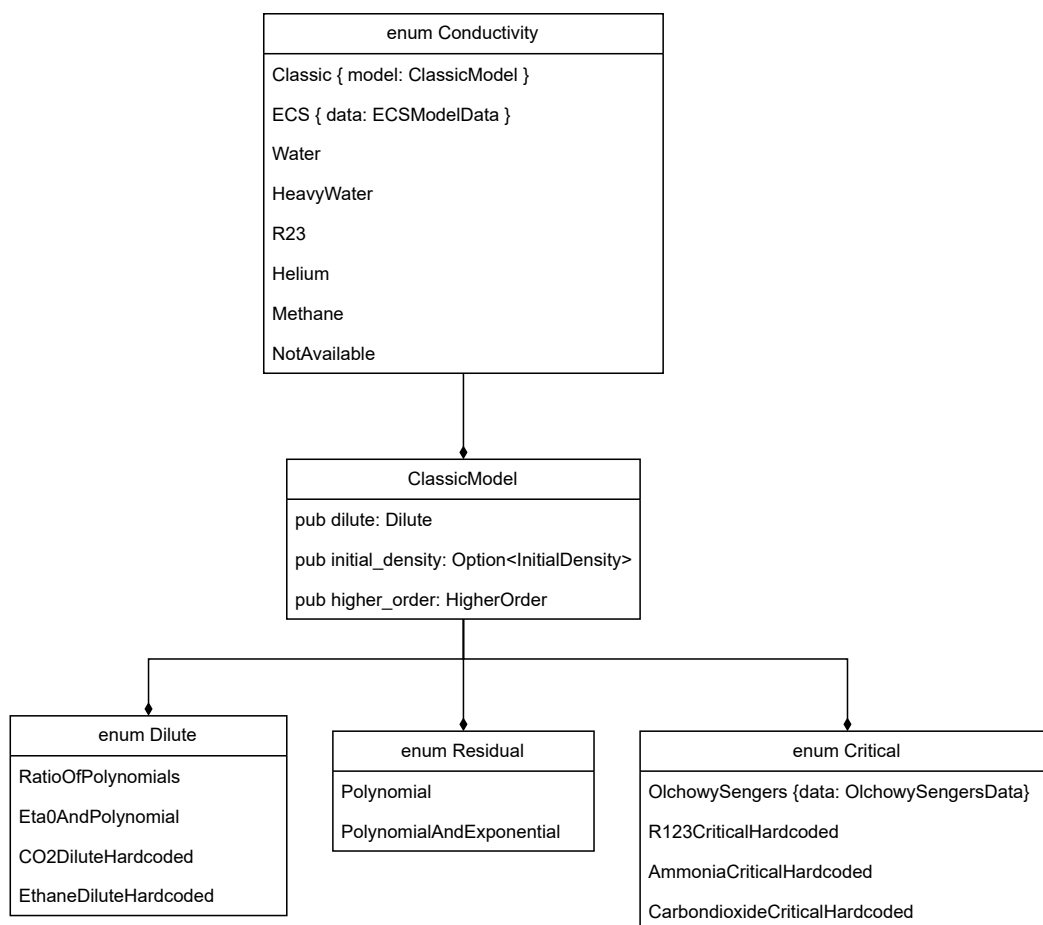 enum Conductivity
Classic { model: ClassicModel }
ECS { data: ECSModelData }
Water
HeavyWater
R23
Helium
Methane
NotAvailable
ClassicModel
pub dilute: Dilute
pub initial_density: Option<InitialDensity>
pub higher_order: HigherOrder
enum Dilute
RatioOfPolynomials
Eta0AndPolynomial
CO2DiluteHardcoded
EthaneDiluteHardcoded
enum Residual
Polynomial
PolynomialAndExponential
enum Critical
OlchowySengers {data: OlchowySengersData}
R123CriticalHardcoded
AmmoniaCriticalHardcoded
CarbondioxideCriticalHardcoded